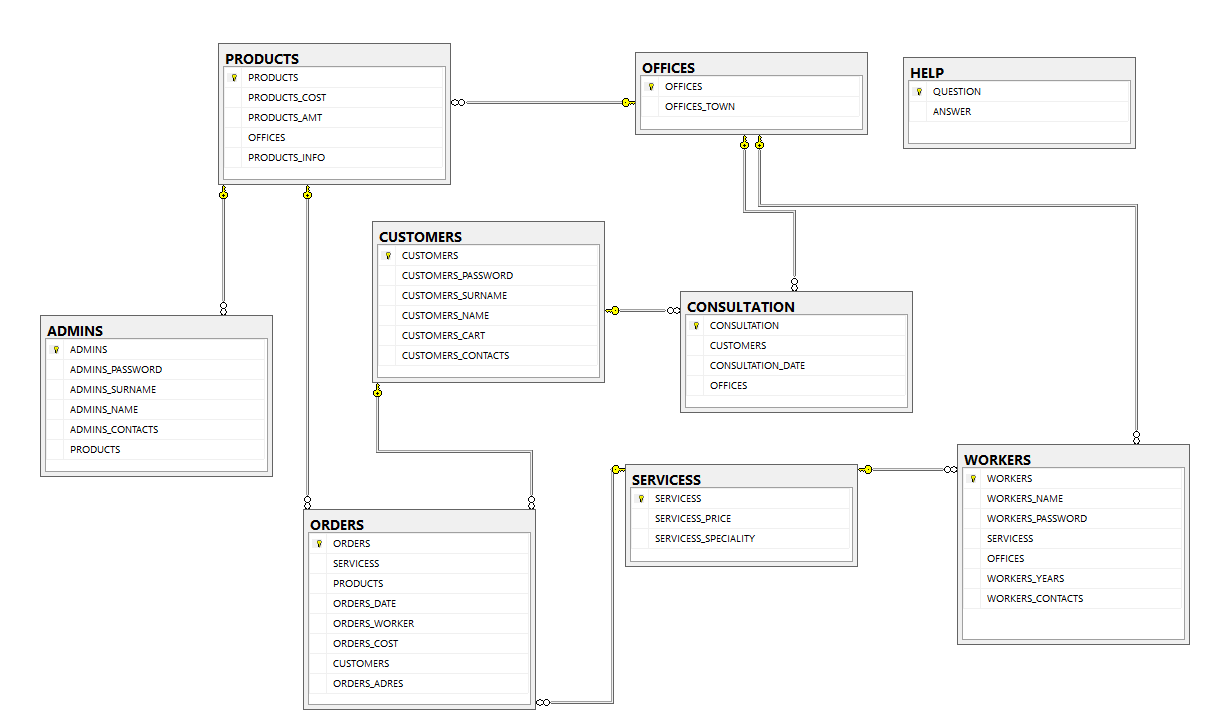 PRODUCTS
PRODUCTS
PRODUCTS_COST
PRODUCTS_AMT
OFFICES
PRODUCTS_INFO
OFFICES
OFFICES
OFFICES_TOWN
HELP
QUESTION
ANSWER
CUSTOMERS
CUSTOMERS
CUSTOMERS_PASSWORD
CUSTOMERS_SURNAME
CUSTOMERS_NAME
CUSTOMERS_CART
CUSTOMERS_CONTACTS
CONSULTATION
CONSULTATION
CUSTOMERS
CONSULTATION_DATE
OFFICES
ADMINS
ADMINS
ADMINS_PASSWORD
ADMINS_SURNAME
ADMINS_NAME
ADMINS_CONTACTS
PRODUCTS
ORDERS
ORDERS
SERVICESS
PRODUCTS
ORDERS_DATE
ORDERS_WORKER
ORDERS_COST
CUSTOMERS
ORDERS_ADRES
SERVICESS
SERVICESS
SERVICESS_PRICE
SERVICESS_SPECIALITY
WORKERS
WORKERS
WORKERS_NAME
WORKERS_PASSWORD
SERVICESS
OFFICES
WORKERS_YEARS
WORKERS_CONTACTS